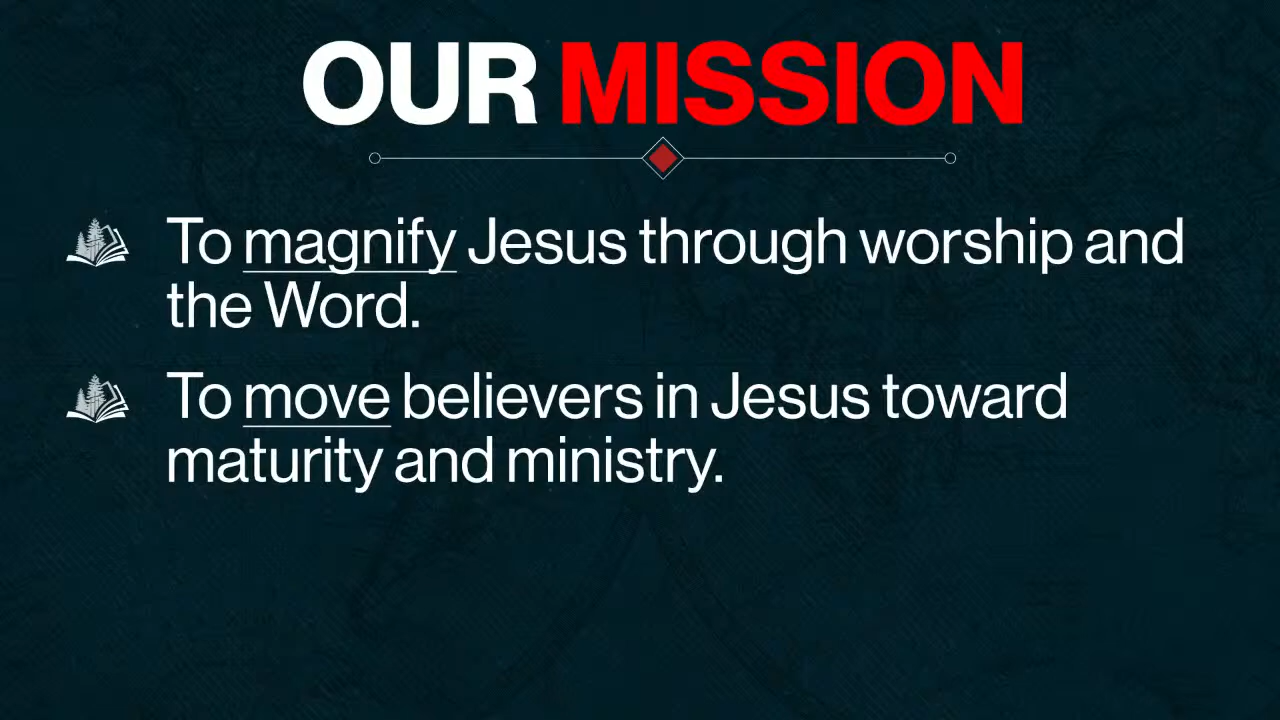 OUR MISSION
To magnify Jesus through worship and
the Word.
To move believers in Jesus toward
maturity and ministry.